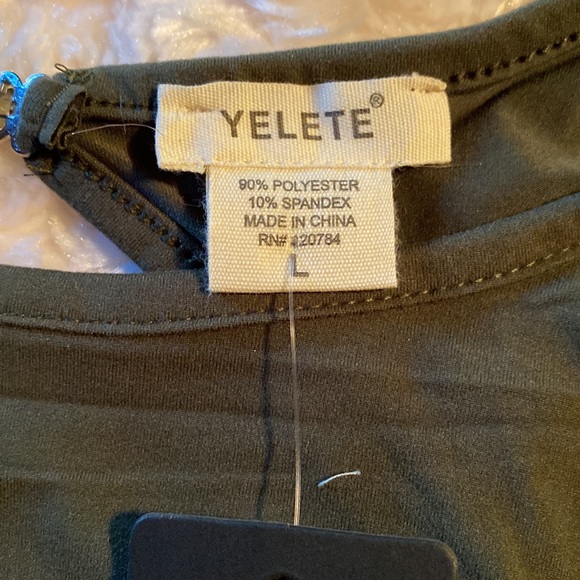 YELETE®
90% POLYESTER
10% SPANDEX
MADE IN CHINA
RN# 120784
L